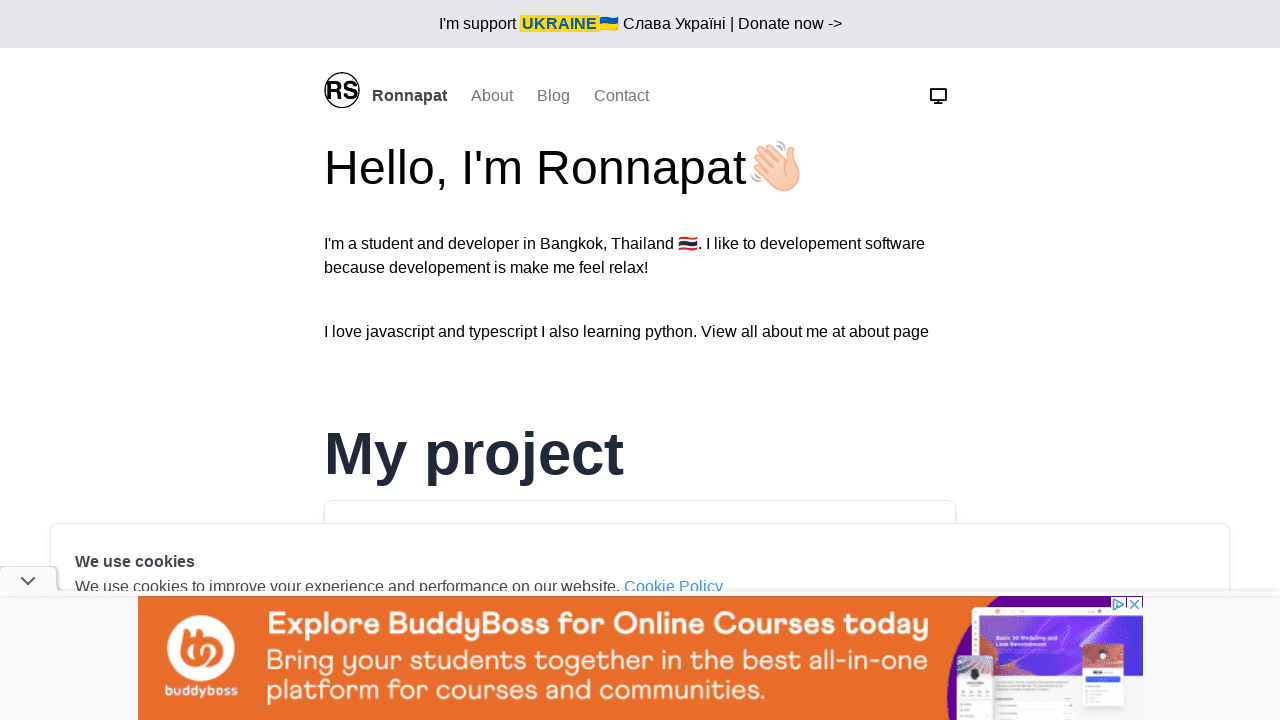 I'm support UKRAINE🇺🇦 Слава Україні | Donate now ->
RS Ronnapat About Blog Contact
Hello, I'm Ronnapat👋🏻
I'm a student and developer in Bangkok, Thailand 🇹🇭. I like to developement software
because developement is make me feel relax!
I love javascript and typescript I also learning python. View all about me at about page
My project
We use cookies
We use cookies to improve your experience and performance on our website. Cookie Policy
Explore BuddyBoss for Online Courses today
Bring your students together in the best all-in-one
platform for courses and communities.
buddyboss